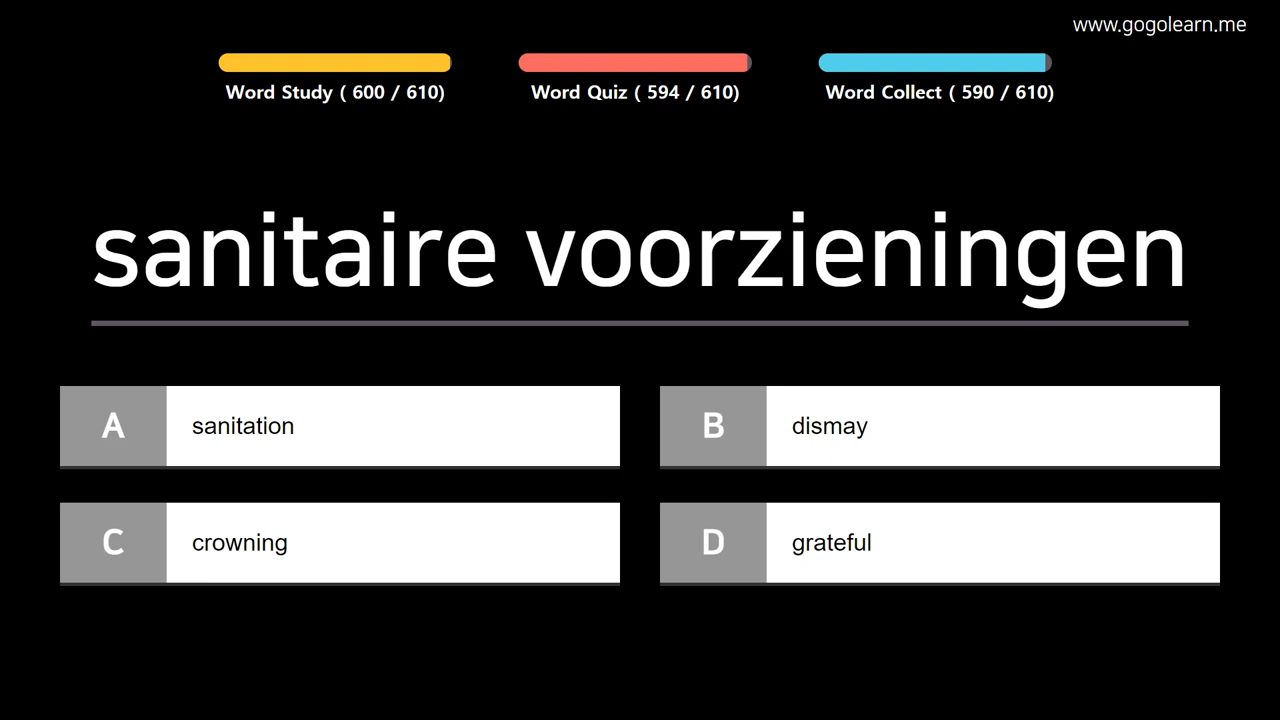 www.gogolearn.me
Word Study ( 600 / 610)
Word Quiz ( 594 / 610)
Word Collect ( 590 / 610)
sanitaire voorzieningen
A sanitation
B dismay
C crowning
D grateful